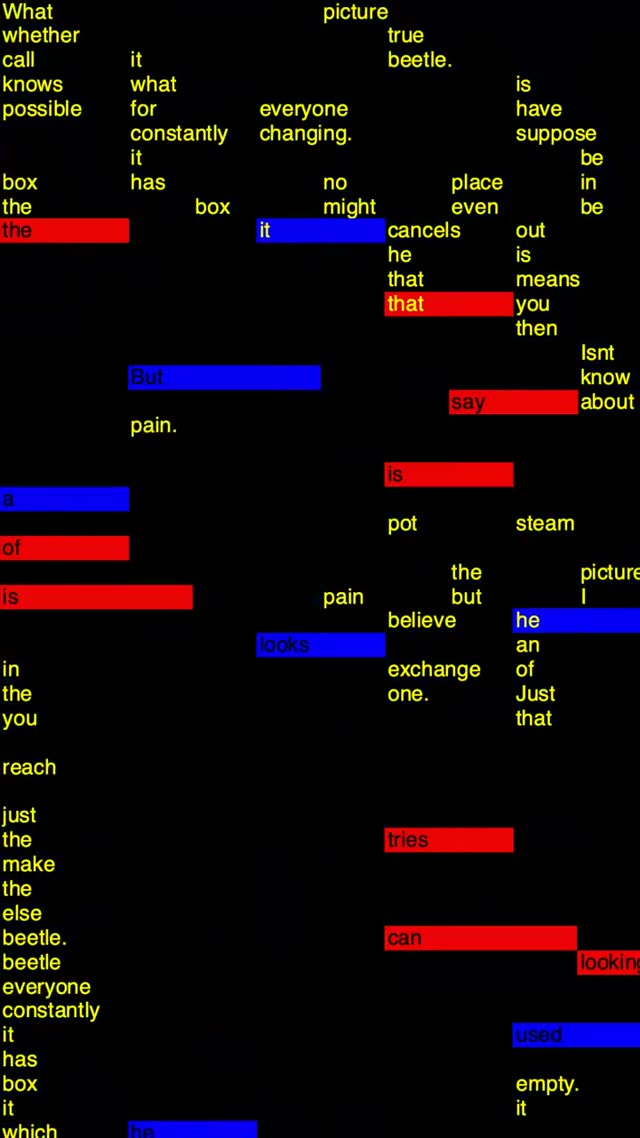 What picture
whether true
call it beetle.
knows what is
possible for everyone have
constantly changing. suppose
it be
box has no place in
the box might even be
the it cancels out
he is
that means
that you
then
Isnt
But know
say about
pain.
is
a
pot steam
of
the picture
is pain but I
believe he
looks an
in exchange of
the one. Just
you that
reach
just
the tries
make
the
else
beetle. can
beetle looking
everyone
constantly
it used
has
box empty.
it it
which he